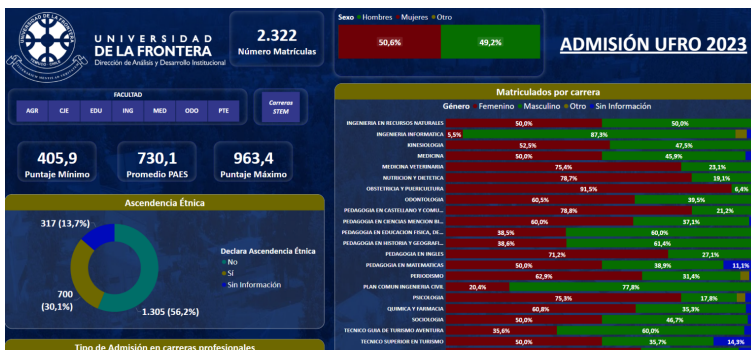 UNIVERSIDAD
DE LA FRONTERA
Dirección de Análisis y Desarrollo Institucional
2.322
Número Matrículas
Sexo Hombres Mujeres Otro
50,6% 49,2%
ADMISIÓN UFRO 2023
FACULTAD
AGR CJE EDU ING MED ODO PTE
Carreras
STEM
405,9
Puntaje Mínimo
730,1
Promedio PAES
963,4
Puntaje Máximo
Ascendencia Étnica
317 (13,7%)
700
(30,1%)
1.305 (56,2%)
Declara Ascendencia Étnica
No
Sí
Sin Información
Tipo de Admisión en carreras profesionales
Matriculados por carrera
Género Femenino Masculino Otro Sin Información
INGENIERIA EN RECURSOS NATURALES 50,0% 50,0%
INGENIERIA INFORMATICA 5,5% 87,3%
KINESIOLOGIA 52,5% 47,5%
MEDICINA 50,0% 45,9%
MEDICINA VETERINARIA 75,4% 23,1%
NUTRICION Y DIETETICA 78,7% 19,1%
OBSTETRICIA Y PUERICULTURA 91,5% 6,4%
ODONTOLOGIA 60,5% 39,5%
PEDAGOGIA EN CASTELLANO Y COMU... 78,8% 21,2%
PEDAGOGIA EN CIENCIAS MENCION BI... 60,0% 37,1%
PEDAGOGIA EN EDUCACION FISICA, DE... 38,5% 60,0%
PEDAGOGIA EN HISTORIA Y GEOGRAFI... 38,6% 61,4%
PEDAGOGIA EN INGLES 71,2% 27,1%
PEDAGOGIA EN MATEMATICAS 50,0% 38,9% 11,1%
PERIODISMO 62,9% 31,4%
PLAN COMUN INGENIERIA CIVIL 20,4% 77,8%
PSICOLOGIA 75,3% 17,8%
QUIMICA Y FARMACIA 60,8% 35,3%
SOCIOLOGIA 50,0% 46,7%
TECNICO GUIA DE TURISMO AVENTURA 35,6% 60,0%
TECNICO SUPERIOR EN TURISMO 50,0% 35,7% 14,3%